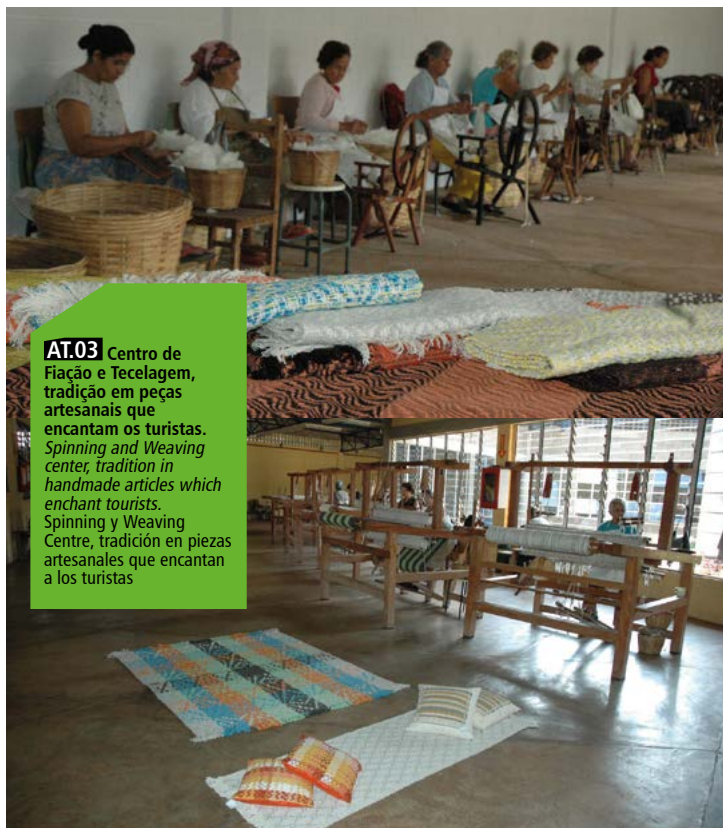 AT.03 Centro de
Fiação e Tecelagem,
tradição em peças
artesanais que
encantam os turistas.
Spinning and Weaving
center, tradition in
handmade articles which
enchant tourists.
Spinning y Weaving
Centre, tradición en piezas
artesanales que encantan
a los turistas